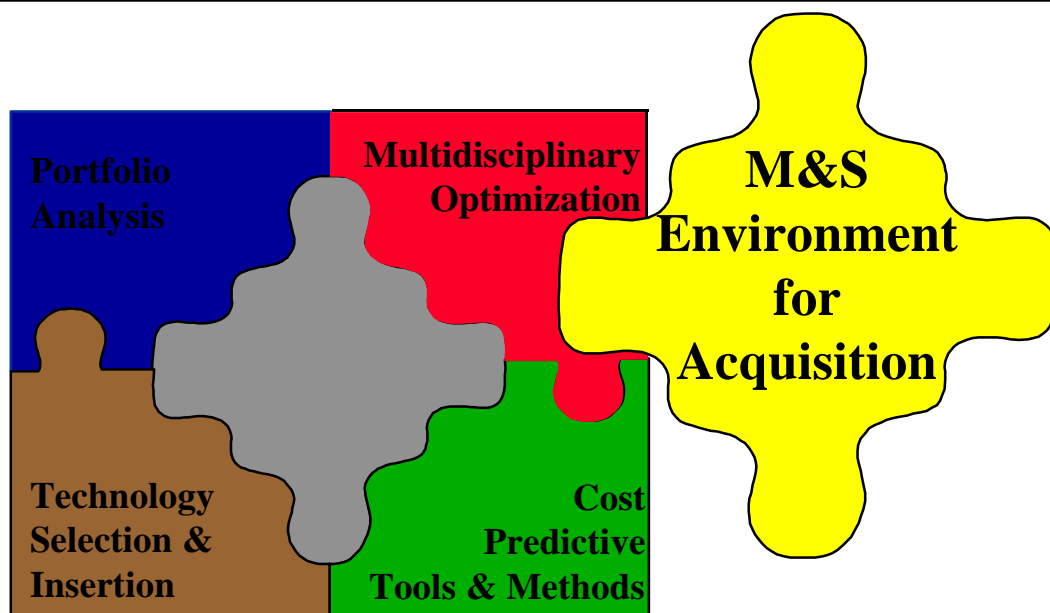 Portfolio
Analysis
Multidisciplinary
Optimization
M&S
Environment
for
Acquisition
Technology
Selection &
Insertion
Cost
Predictive
Tools & Methods